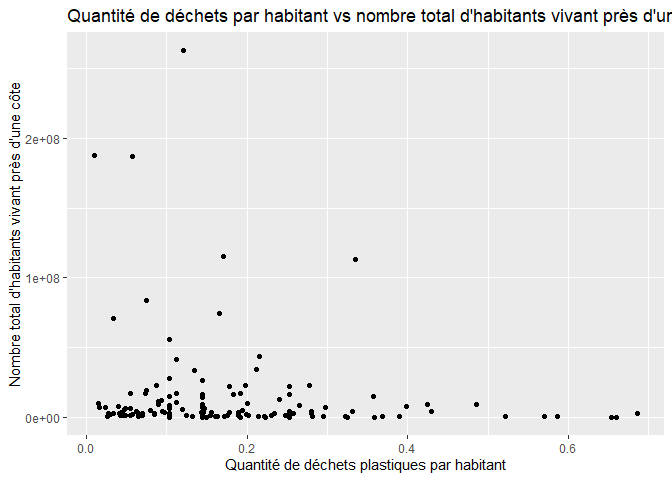 Quantité de déchets par habitant vs nombre total d'habitants vivant près d'ur
Nombre total d'habitants vivant près d'une côte
2e+08
1e+08
0e+00
0.0
0.2
0.4
0.6
Quantité de déchets plastiques par habitant